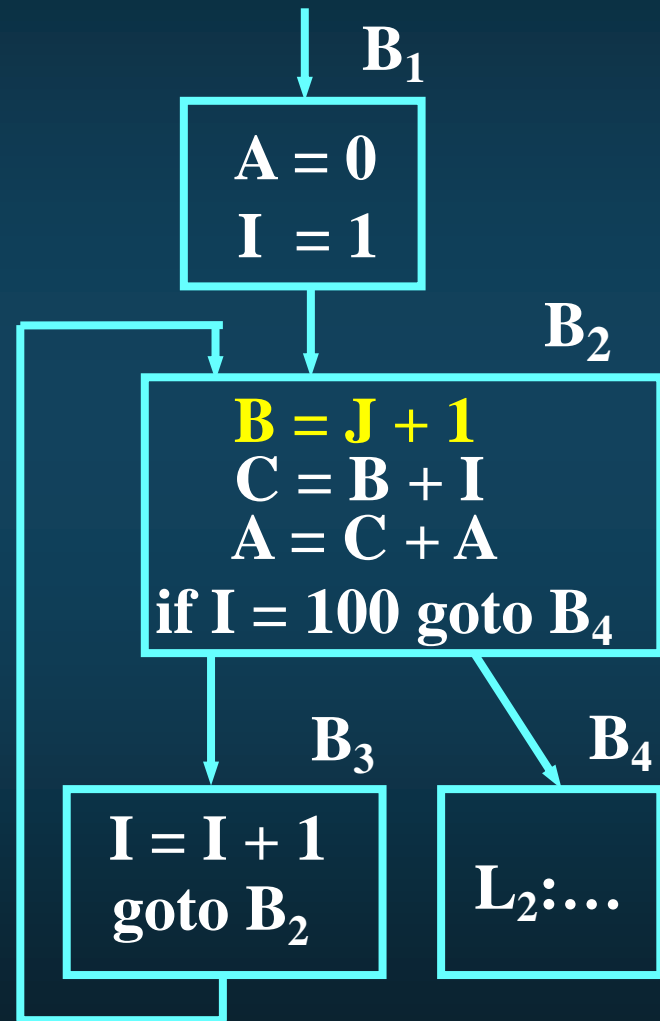 B₁
A = 0
I = 1
B₂
B = J + 1
C = B + I
A = C + A
if I = 100 goto B₄
B₃
I = I + 1
goto B₂
B₄
L₂:…